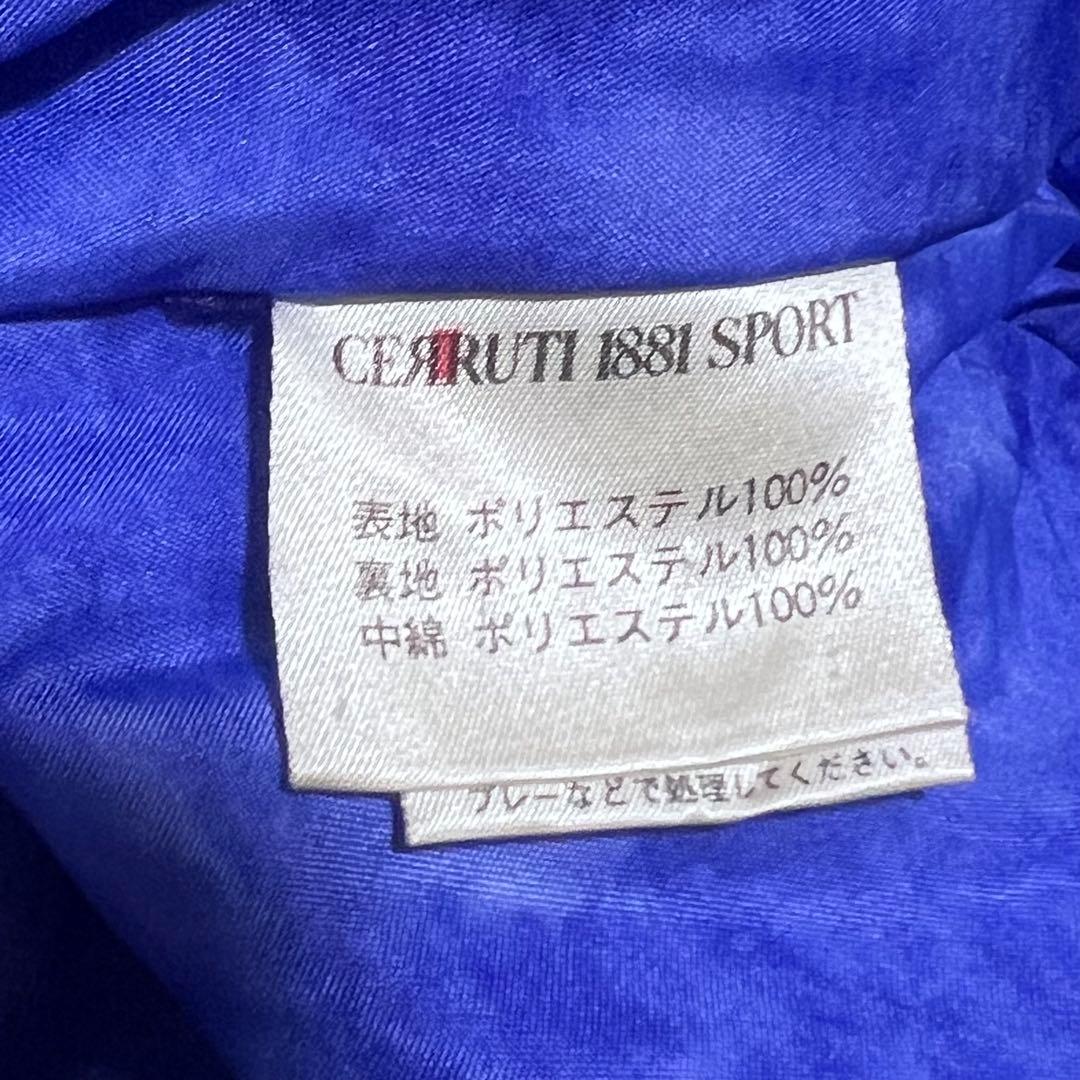 CERRUTI 1881 SPORT
表地 ポリエステル100%
裏地 ポリエステル100%
中綿 ポリエステル100%
プレーなどで処理してください。